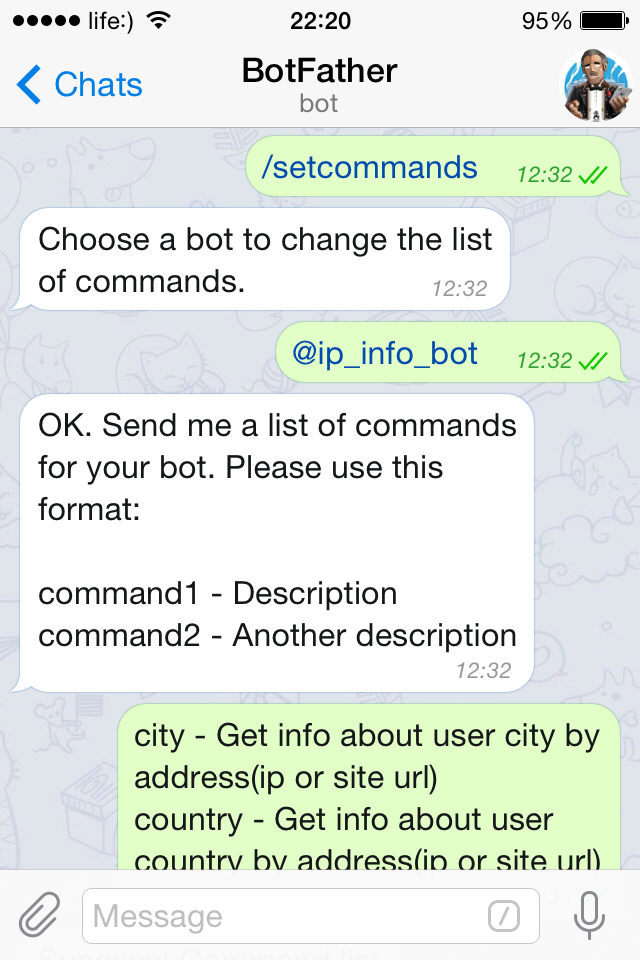 life:) 22:20 95%
Chats BotFather
bot
/setcommands 12:32
Choose a bot to change the list
of commands. 12:32
@ip_info_bot 12:32
OK. Send me a list of commands
for your bot. Please use this
format:
command1 - Description
command2 - Another description
12:32
city - Get info about user city by
address(ip or site url)
country - Get info about user
country by address(ip or site url)
Message /